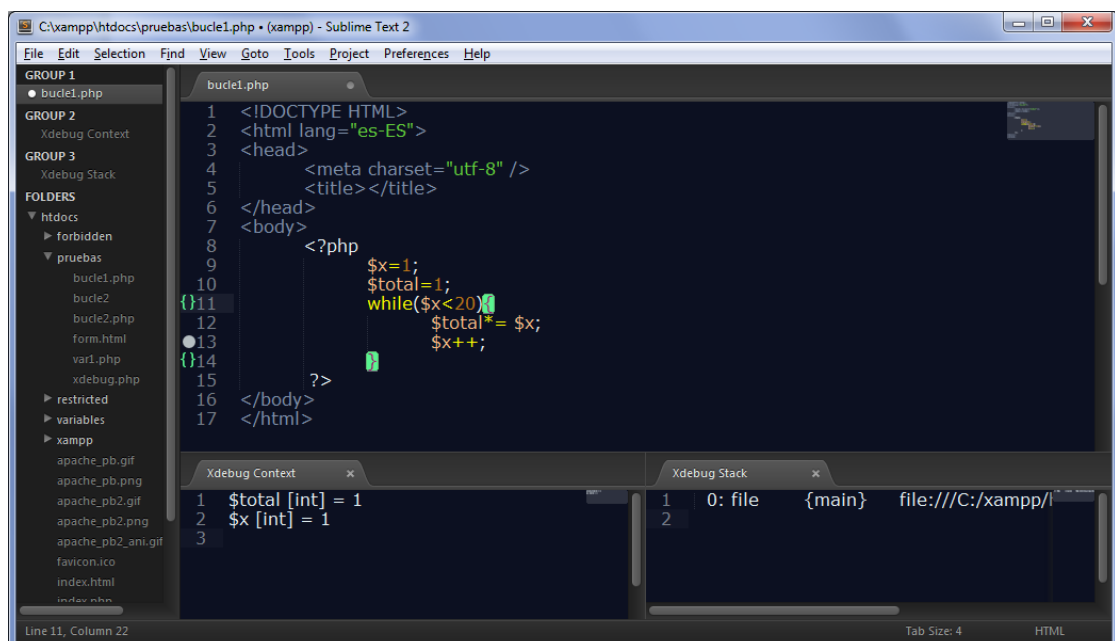 C:\xampp\htdocs\pruebas\bucle1.php • (xampp) - Sublime Text 2
File Edit Selection Find View Goto Tools Project Preferences Help
GROUP 1
bucle1.php
GROUP 2
Xdebug Context
GROUP 3
Xdebug Stack
FOLDERS
htdocs
forbidden
pruebas
bucle1.php
bucle2
bucle2.php
form.html
var1.php
xdebug.php
restricted
variables
xampp
apache_pb.gif
apache_pb.png
apache_pb2.gif
apache_pb2.png
apache_pb2_ani.gif
favicon.ico
index.html
index.php
bucle1.php
1 <!DOCTYPE HTML>
2 <html lang="es-ES">
3 <head>
4 <meta charset="utf-8" />
5 <title></title>
6 </head>
7 <body>
8 <?php
9 $x=1;
10 $total=1;
{}11 while($x<20){
12 $total*= $x;
13 $x++;
{}14 }
15 ?>
16 </body>
17 </html>
Xdebug Context
1 $total [int] = 1
2 $x [int] = 1
3
Xdebug Stack
1 0: file {main} file:///C:/xampp/
2
Line 11, Column 22 Tab Size: 4 HTML